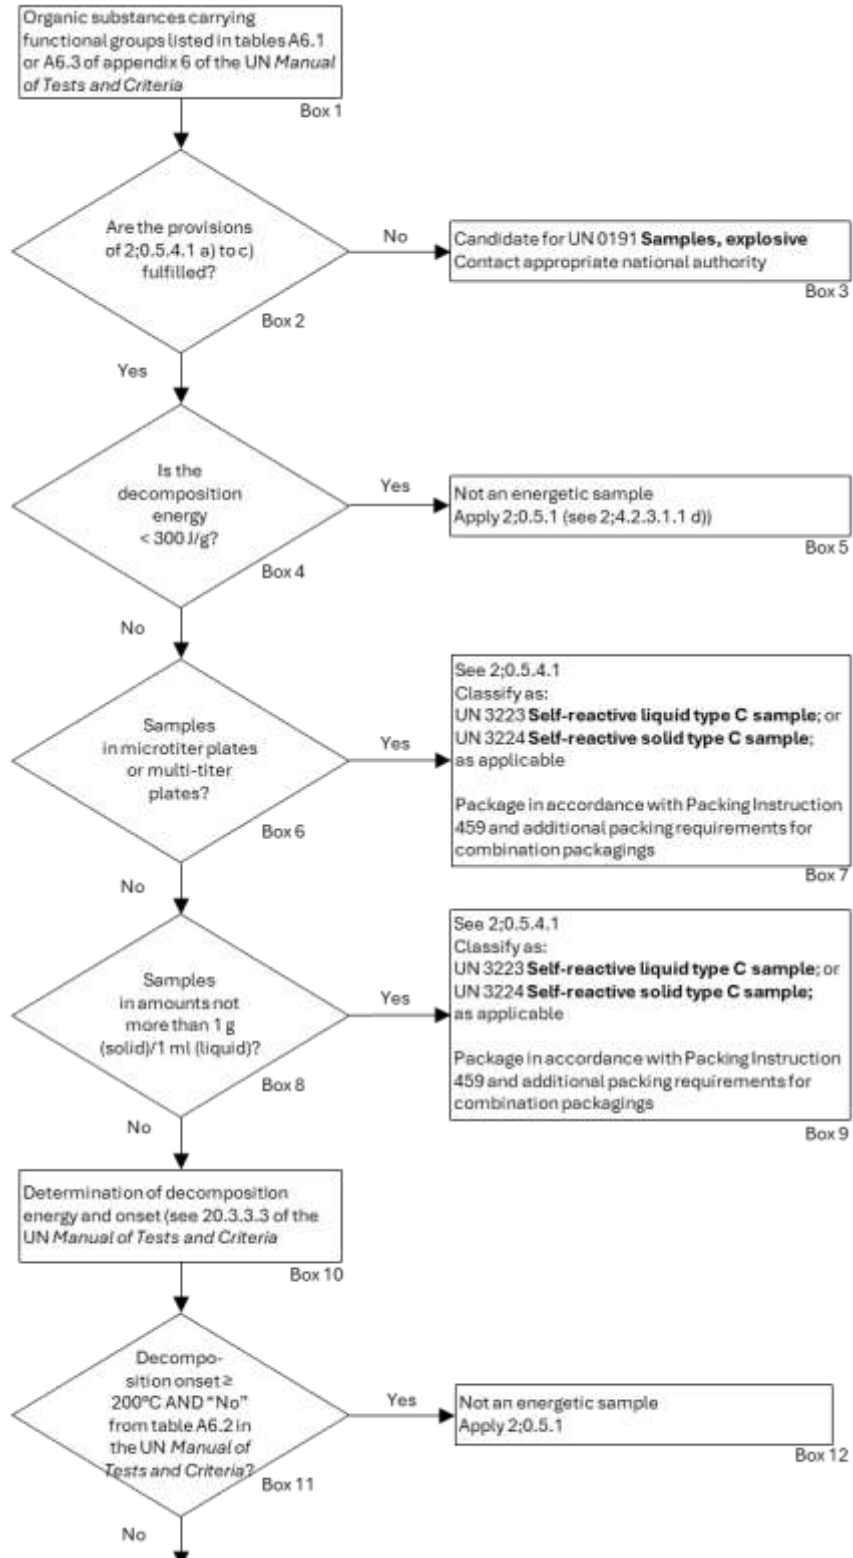 Organic substances carrying
functional groups listed in tables A6.1
or A6.3 of appendix 6 of the UN Manual
of Tests and Criteria
Box 1
Are the provisions
of 2;0.5.4.1 a) to c)
fulfilled?
Box 2
No
Candidate for UN 0191 Samples, explosive
Contact appropriate national authority
Box 3
Yes
Is the
decomposition
energy
< 300 J/g?
Box 4
Yes
Not an energetic sample
Apply 2;0.5.1 (see 2;4.2.3.1.1 d))
Box 5
No
Samples
in microtiter plates
or multi-titer
plates?
Box 6
Yes
See 2;0.5.4.1
Classify as:
UN 3223 Self-reactive liquid type C sample; or
UN 3224 Self-reactive solid type C sample;
as applicable
Package in accordance with Packing Instruction
459 and additional packing requirements for
combination packagings
Box 7
No
Samples
in amounts not
more than 1 g
(solid)/1 ml (liquid)?
Box 8
Yes
See 2;0.5.4.1
Classify as:
UN 3223 Self-reactive liquid type C sample; or
UN 3224 Self-reactive solid type C sample;
as applicable
Package in accordance with Packing Instruction
459 and additional packing requirements for
combination packagings
Box 9
No
Determination of decomposition
energy and onset (see 20.3.3.3 of the
UN Manual of Tests and Criteria
Box 10
Decompo-
sition onset ≥
200°C AND "No"
from table A6.2 in
the UN Manual of
Tests and Criteria?
Box 11
Yes
Not an energetic sample
Apply 2;0.5.1
Box 12
No